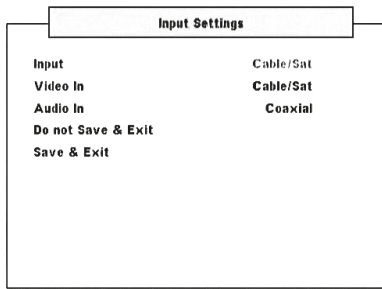 Input Settings
Input Cable/Sat
Video In Cable/Sat
Audio In Coaxial
Do not Save & Exit
Save & Exit